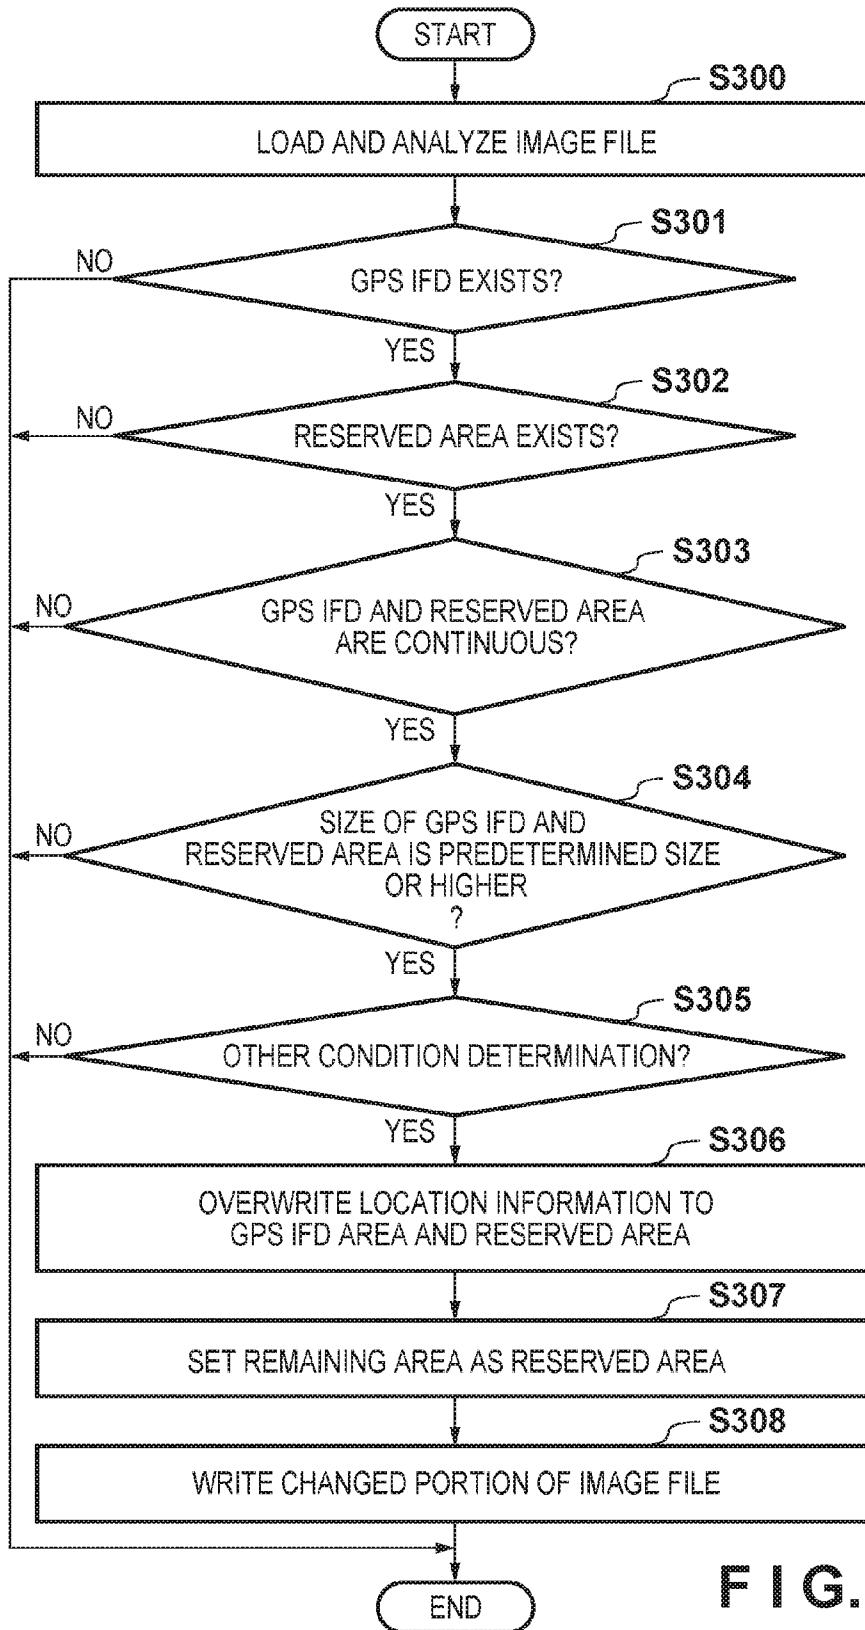 START
S300
LOAD AND ANALYZE IMAGE FILE
S301
NO
GPS IFD EXISTS?
YES
S302
NO
RESERVED AREA EXISTS?
YES
S303
NO
GPS IFD AND RESERVED AREA
ARE CONTINUOUS?
YES
S304
NO
SIZE OF GPS IFD AND
RESERVED AREA IS PREDETERMINED SIZE
OR HIGHER
?
YES
S305
NO
OTHER CONDITION DETERMINATION?
YES
S306
OVERWRITE LOCATION INFORMATION TO
GPS IFD AREA AND RESERVED AREA
S307
SET REMAINING AREA AS RESERVED AREA
S308
WRITE CHANGED PORTION OF IMAGE FILE
END
FIG.